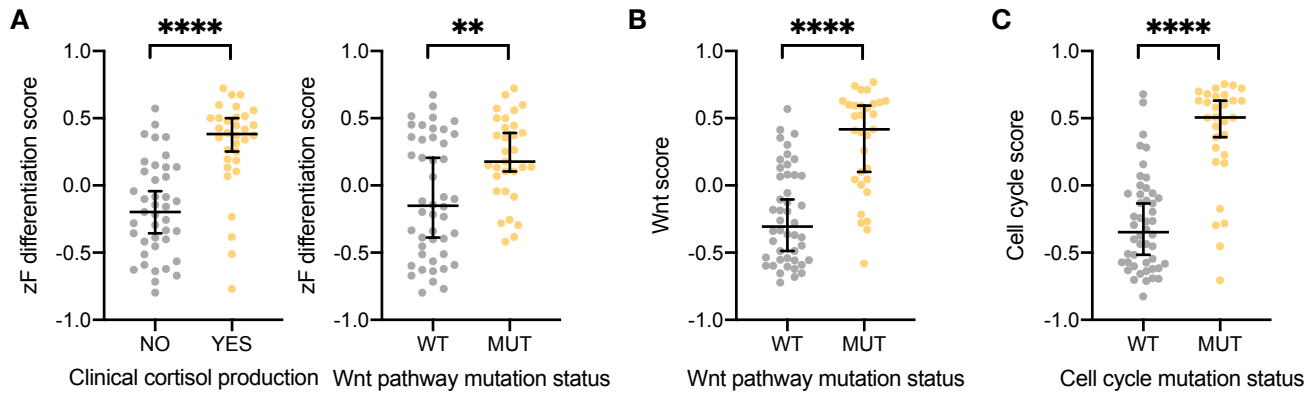 A
****
zF differentiation score
1.0
0.5
0.0
-0.5
-1.0
NO YES
Clinical cortisol production
**
zF differentiation score
1.0
0.5
0.0
-0.5
-1.0
WT MUT
Wnt pathway mutation status
B
****
Wnt score
1.0
0.5
0.0
-0.5
-1.0
WT MUT
Wnt pathway mutation status
C
****
Cell cycle score
1.0
0.5
0.0
-0.5
-1.0
WT MUT
Cell cycle mutation status